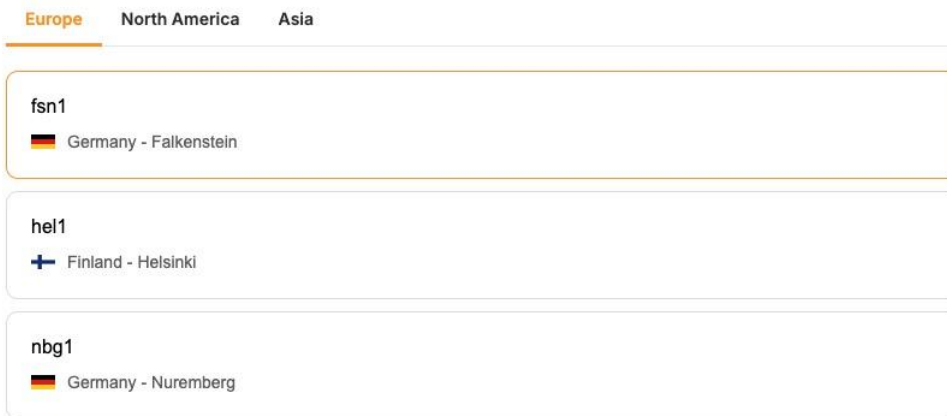 Europe North America Asia
fsn1
Germany - Falkenstein
hel1
Finland - Helsinki
nbg1
Germany - Nuremberg